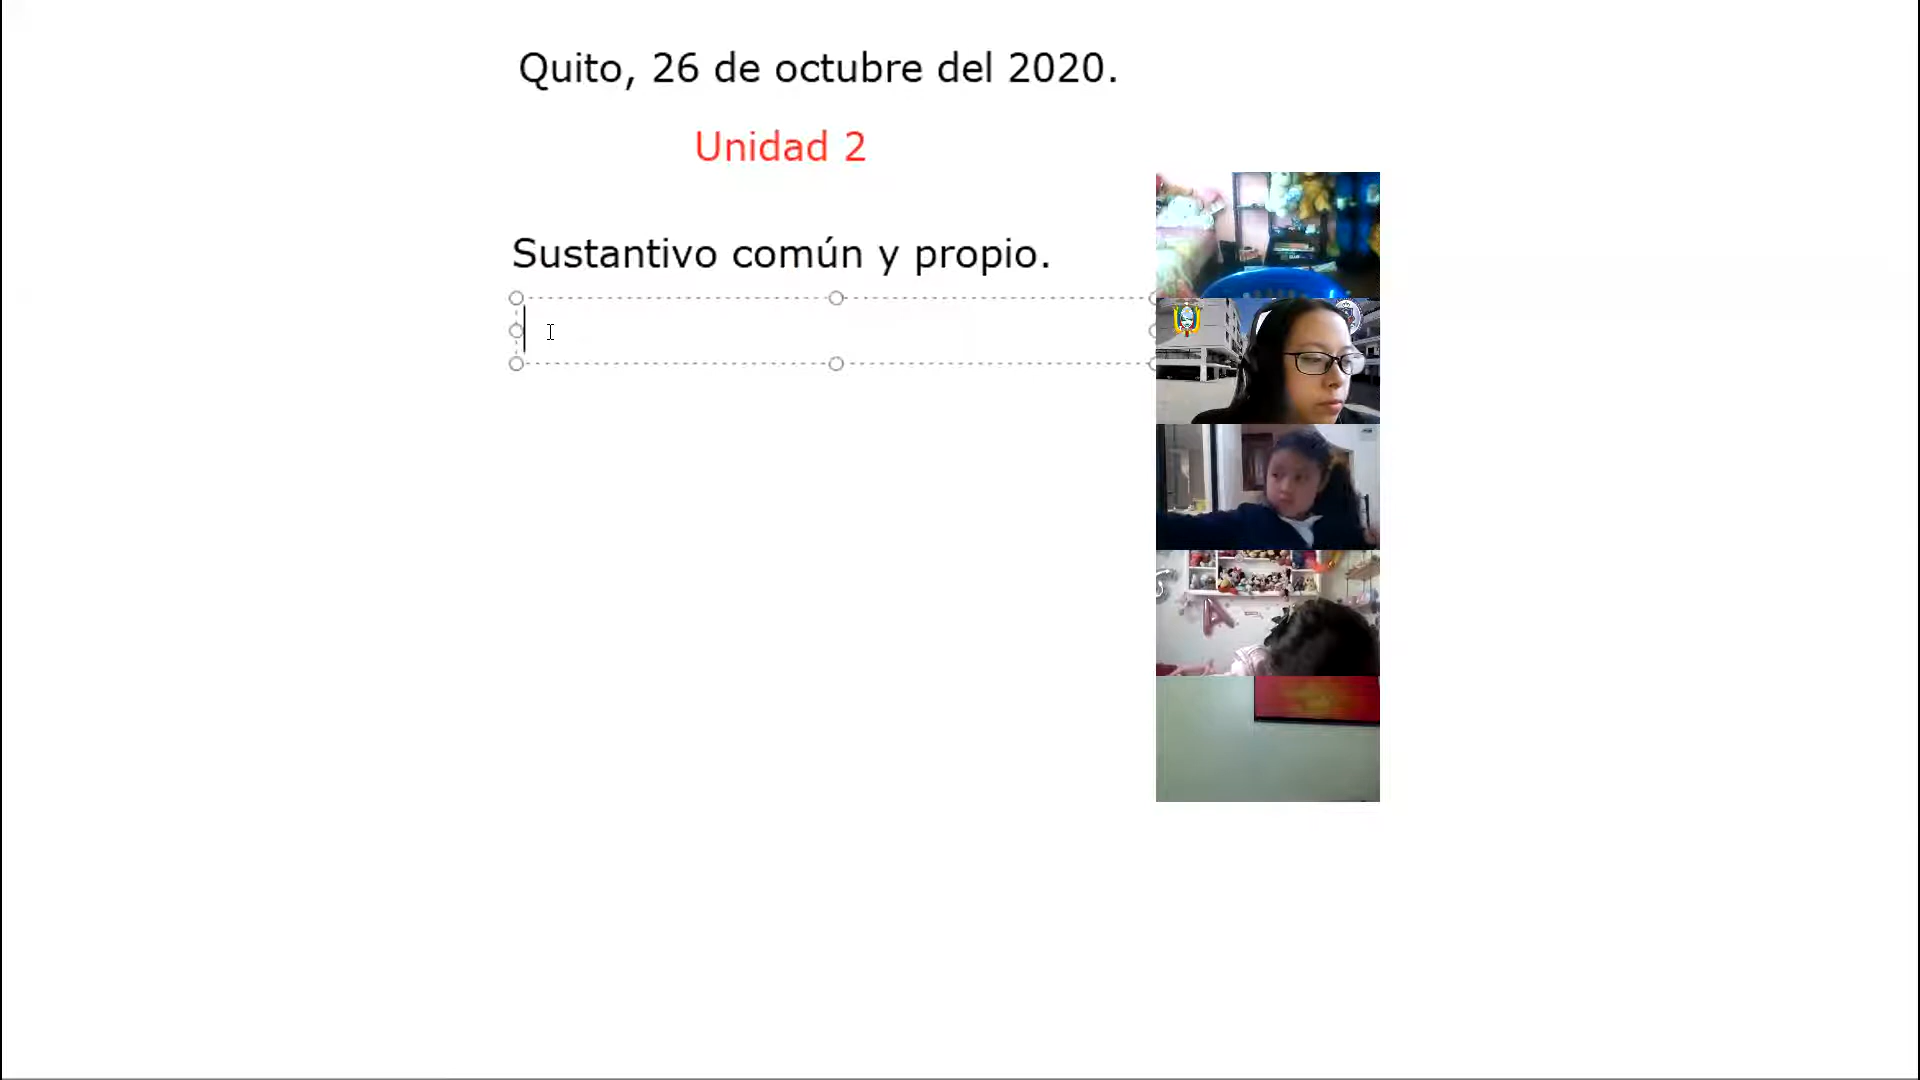 Quito, 26 de octubre del 2020.
Unidad 2
Sustantivo común y propio.